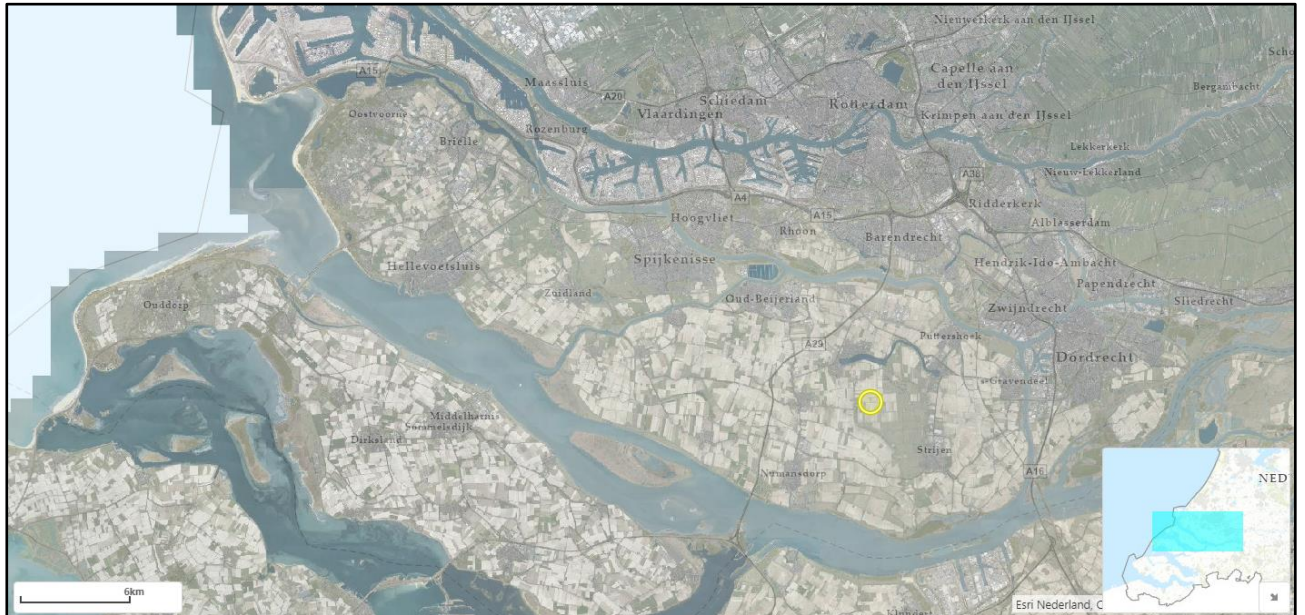 Nieuwerkerk aan den IJssel
Capelle aan
den IJssel
Bergambacht
Maassluis
A15
A20
Schiedam
Vlaardingen
Rotterdam
Krimpen aan den IJssel
Oostvoorne
Brielle
Rozenburg
Lekkerkerk
Nieuw-Lekkerland
A38
A4
Ridderkerk
Hoogvliet
A15
Rhoon
Alblasserdam
Barendrecht
Spijkenisse
Hendrik-Ido-Ambacht
Hellevoetsluis
Papendrecht
Zuidland
Oud-Beijerland
Sliedrecht
Ouddorp
Zwijndrecht
Puttershoek
A29
Dordrecht
's-Gravendeel
Middelharnis
Sommelsdijk
Dirksland
Strijen
Numansdorp
A16
NED
6km
Esri Nederland, C
Klundert